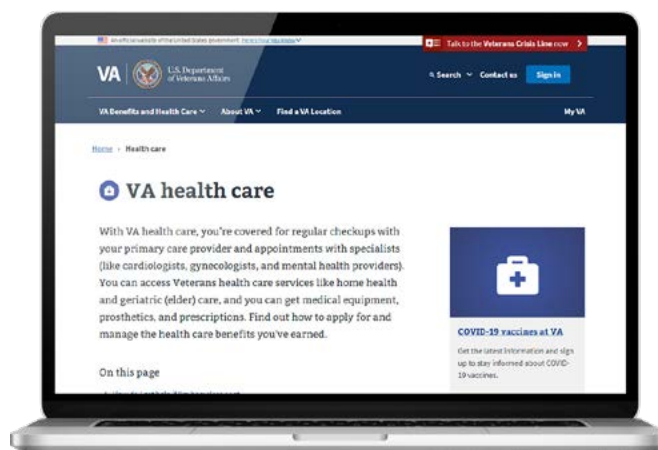 An official website of the United States government. Here's how you know
Talk to the Veterans Crisis Line now
VA
U.S. Department
of Veterans Affairs
Search
Contact us
Sign in
VA Benefits and Health Care
About VA
Find a VA Location
My VA
Home
Health care
VA health care
With VA health care, you're covered for regular checkups with
your primary care provider and appointments with specialists
(like cardiologists, gynecologists, and mental health providers).
You can access Veterans health care services like home health
and geriatric (elder) care, and you can get medical equipment,
prosthetics, and prescriptions. Find out how to apply for and
manage the health care benefits you've earned.
On this page
COVID-19 vaccines at VA
Get the latest information and sign
up to stay informed about COVID-
19 vaccines.